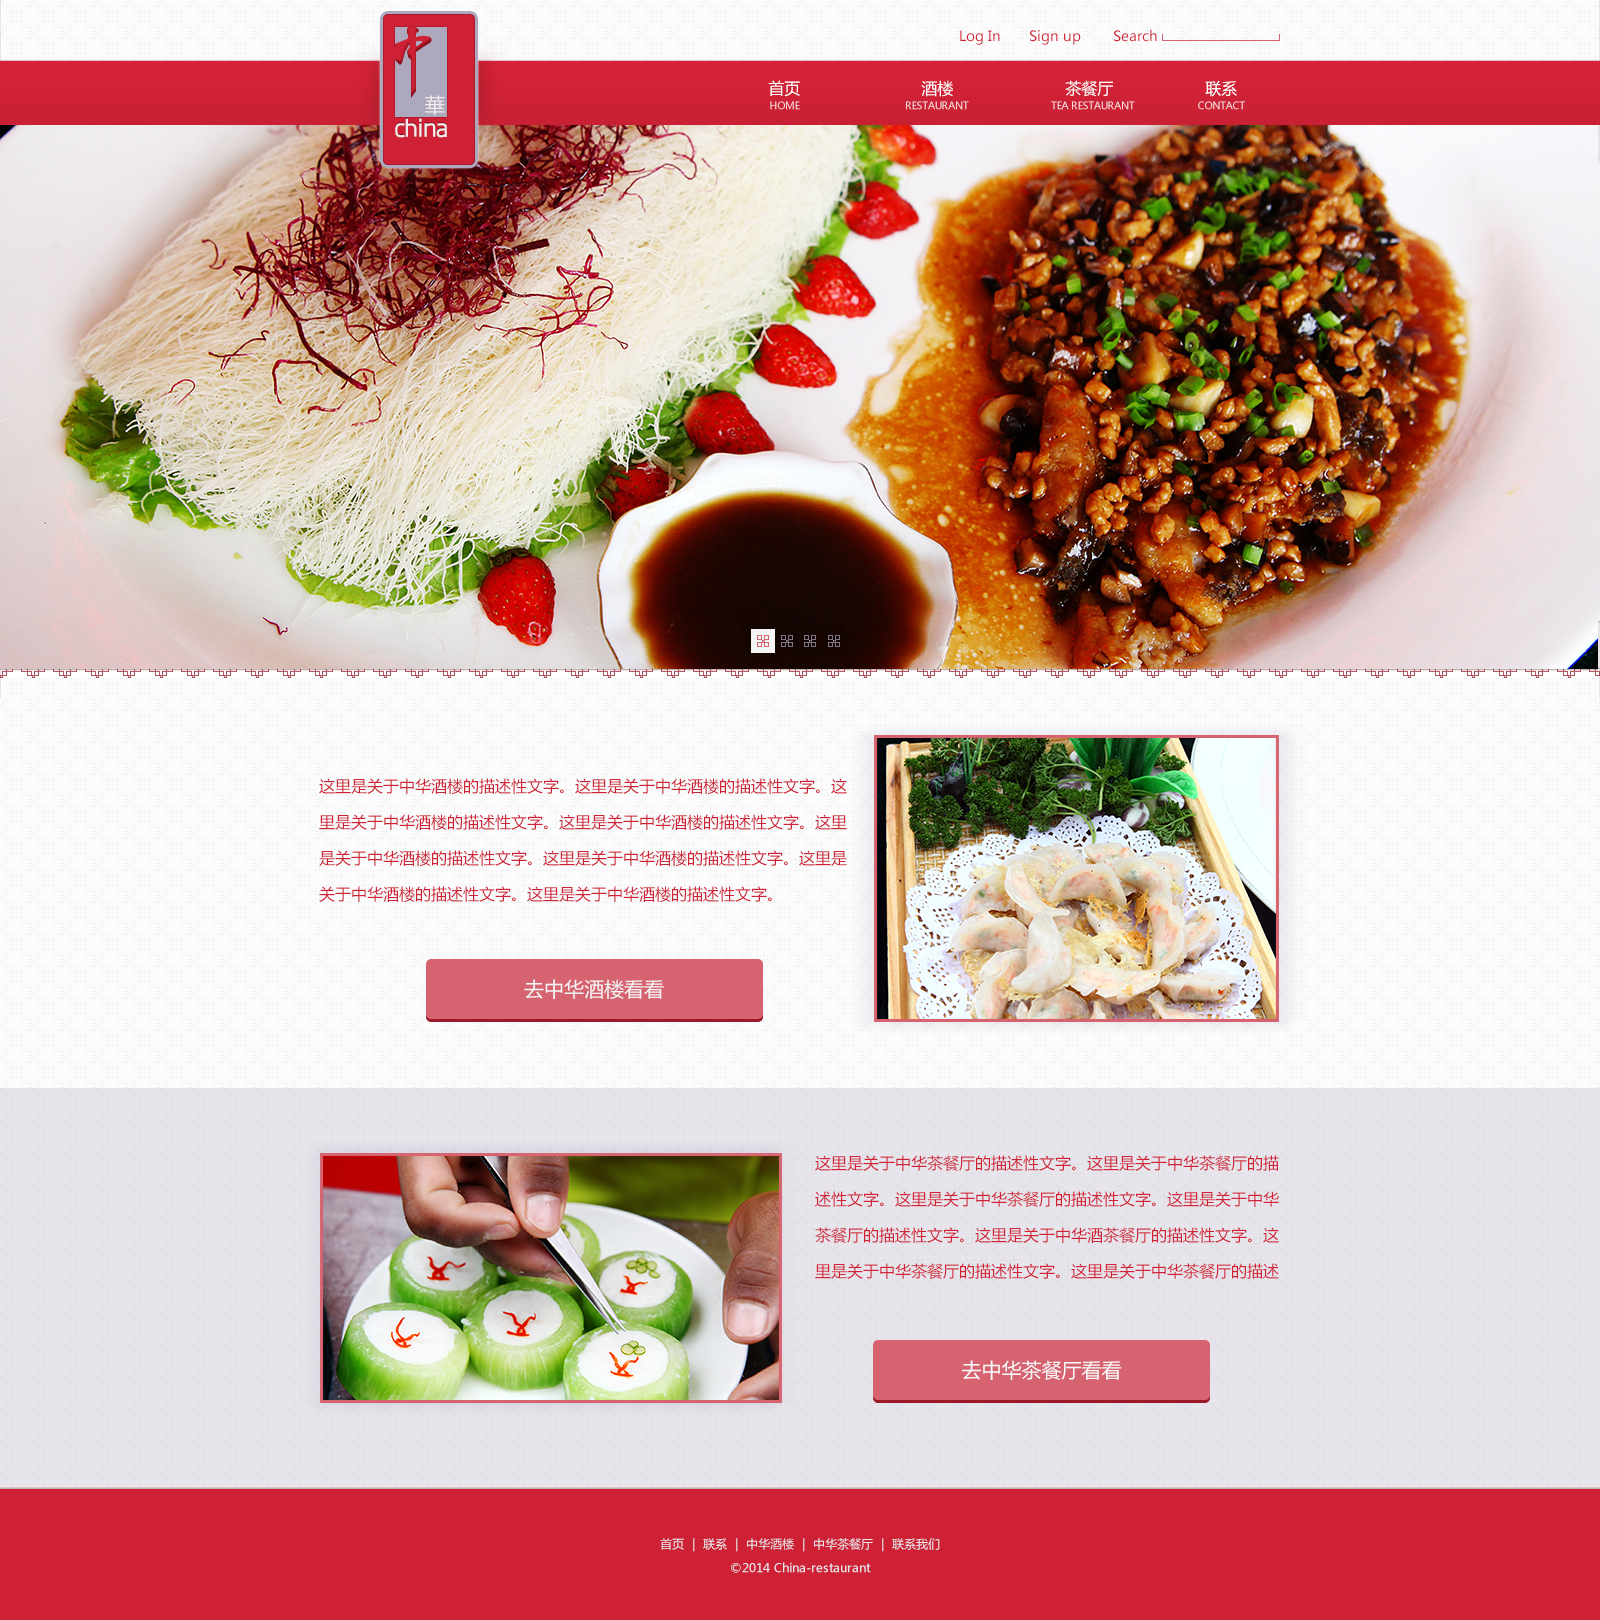 Log In
Sign up
Search
中
華
china
首页
HOME
酒楼
RESTAURANT
茶餐厅
TEA RESTAURANT
联系
CONTACT
这里是关于中华酒楼的描述性文字。这里是关于中华酒楼的描述性文字。这
里是关于中华酒楼的描述性文字。这里是关于中华酒楼的描述性文字。这里
是关于中华酒楼的描述性文字。这里是关于中华酒楼的描述性文字。这里是
关于中华酒楼的描述性文字。这里是关于中华酒楼的描述性文字。
去中华酒楼看看
这里是关于中华茶餐厅的描述性文字。这里是关于中华茶餐厅的描
述性文字。这里是关于中华茶餐厅的描述性文字。这里是关于中华
茶餐厅的描述性文字。这里是关于中华酒茶餐厅的描述性文字。这
里是关于中华茶餐厅的描述性文字。这里是关于中华茶餐厅的描述
去中华茶餐厅看看
首页 | 联系 | 中华酒楼 | 中华茶餐厅 | 联系我们
©2014 China-restaurant